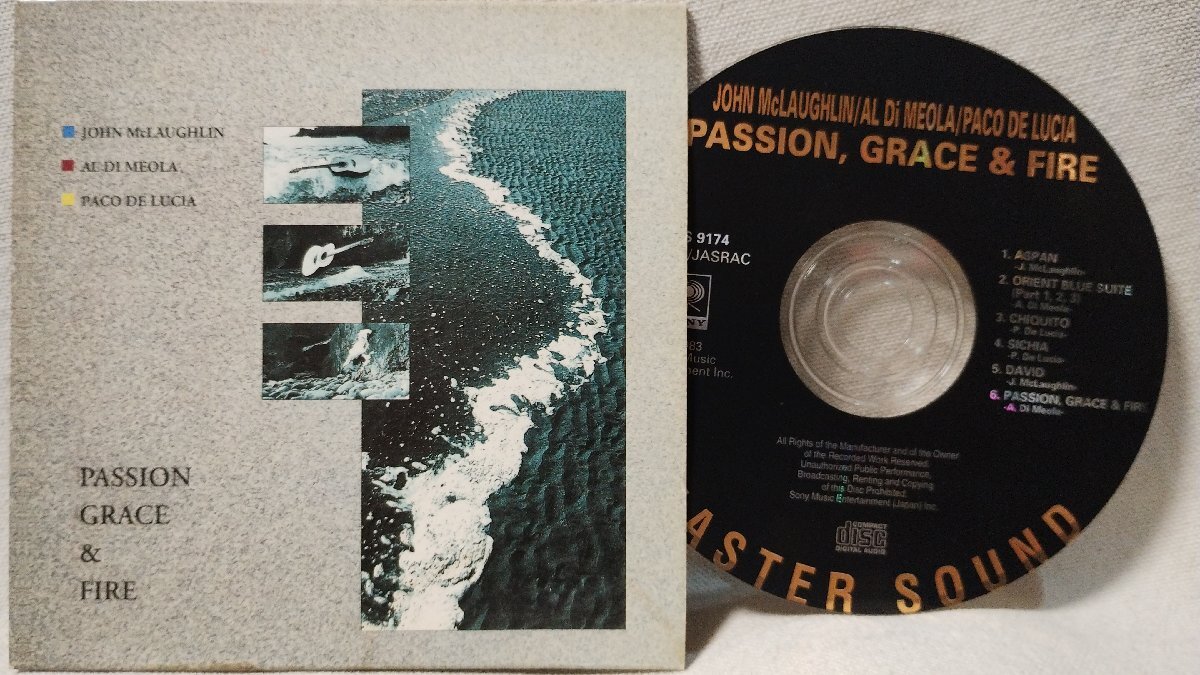 JOHN McLAUGHLIN
AL DI MEOLA
PACO DE LUCIA
PASSION
GRACE
&
FIRE
JOHN McLAUGHLIN/AL Di MEOLA/PACO DE LUCIA
PASSION, GRACE & FIRE
S 9174
/JASRAC
NY
83
Music
ment Inc.
1. ASPAN
-J. McLaughlin-
2. ORIENT BLUE SUITE
(Part 1, 2, 3)
-A. Di Meola-
3. CHIQUITO
-P. De Lucia-
4. SICHIA
-P. De Lucia-
5. DAVID
-J. McLaughlin-
6. PASSION, GRACE & FIRE
-A. Di Meola-
All Rights of the Manufacturer and of the Owner
of the Recorded Work Reserved.
Unauthorized Public Performance,
Broadcasting, Renting and Copying
of this Disc Prohibited.
Sony Music Entertainment (Japan) Inc.
COMPACT
disc
DIGITAL AUDIO
ASTER SOUND